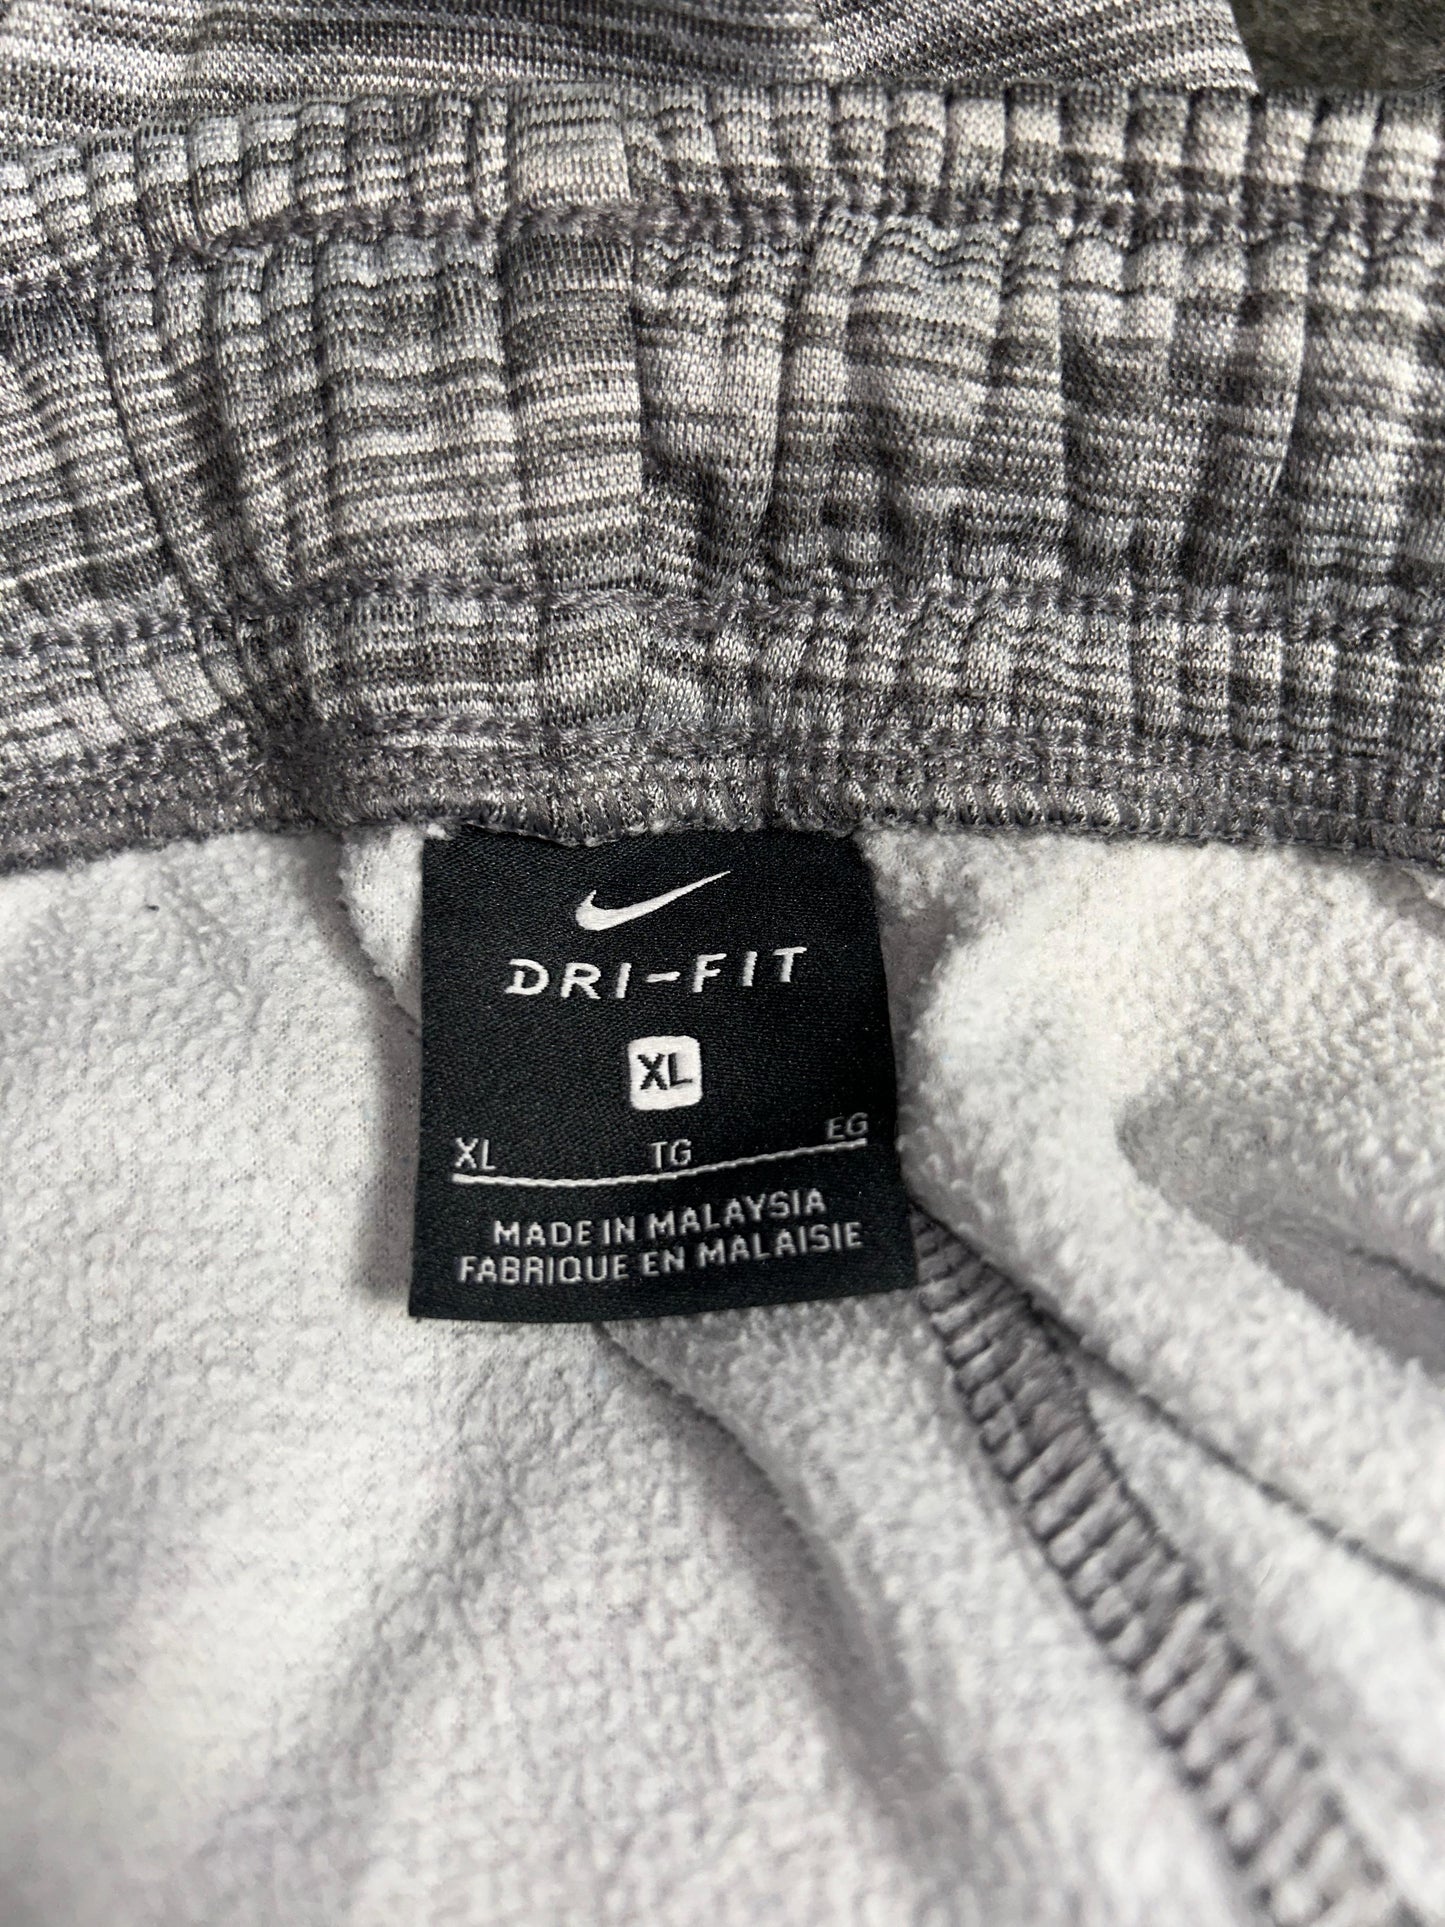 DRI-FIT
XL
XL TG EG
MADE IN MALAYSIA
FABRIQUE EN MALAISIE